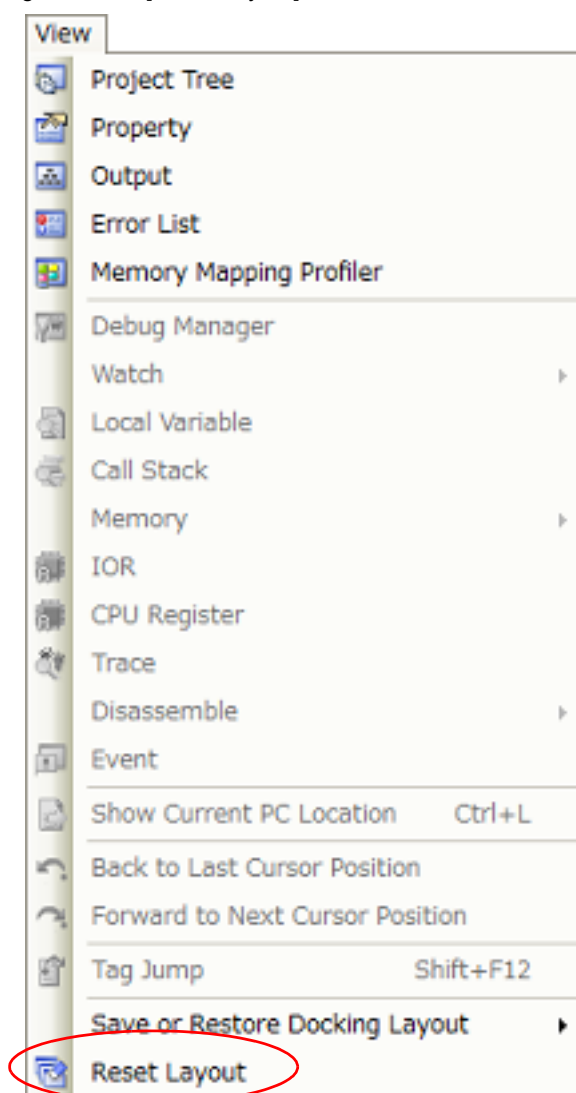 View
Project Tree
Property
Output
Error List
Memory Mapping Profiler
Debug Manager
Watch
Local Variable
Call Stack
Memory
IOR
CPU Register
Trace
Disassemble
Event
Show Current PC Location Ctrl+L
Back to Last Cursor Position
Forward to Next Cursor Position
Tag Jump Shift+F12
Save or Restore Docking Layout
Reset Layout